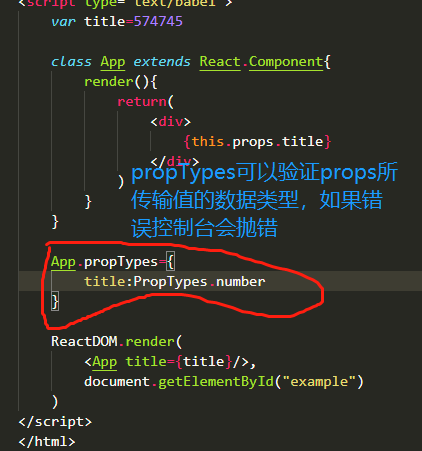 <script type="text/babel">
var title=574745
class App extends React.Component{
render(){
return(
<div>
{this.props.title}
</div>
)
}
}
propTypes可以验证props所
传输值的数据类型，如果错
误控制台会抛错
App.propTypes={
title:PropTypes.number
}
ReactDOM.render(
<App title={title}/>,
document.getElementById("example")
)
</script>
</html>